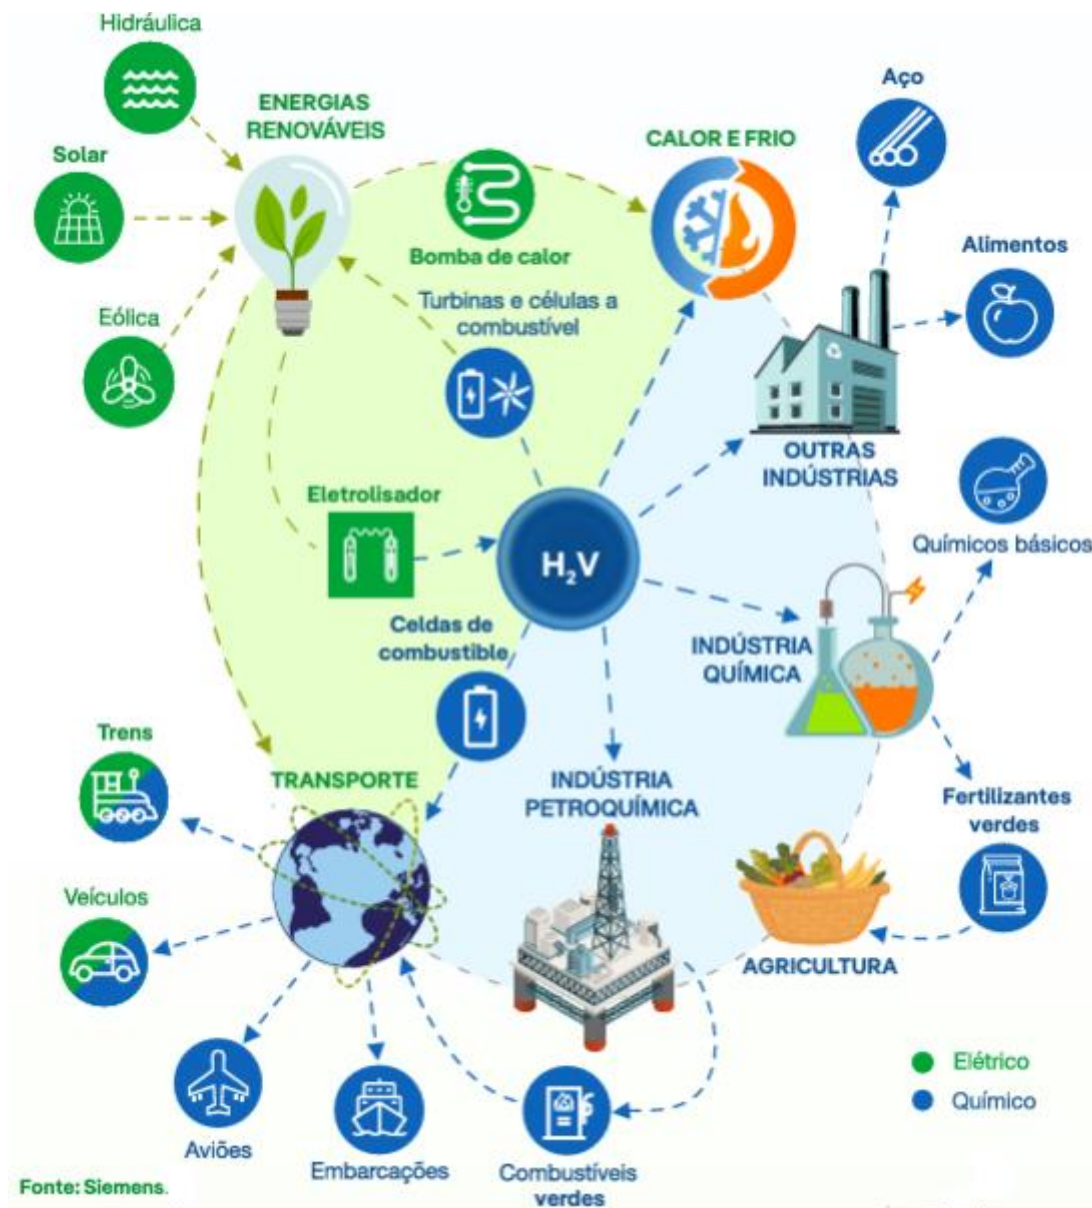 Hidráulica
ENERGIAS
RENOVÁVEIS
Aço
CALOR E FRIO
Solar
Alimentos
Bomba de calor
Turbinas e células a
combustível
Eólica
OUTRAS
INDÚSTRIAS
Eletrolisador
Químicos básicos
H₂V
Celdas de
combustible
INDÚSTRIA
QUÍMICA
Trens
TRANSPORTE
INDÚSTRIA
PETROQUÍMICA
Fertilizantes
verdes
Veículos
AGRICULTURA
Elétrico
Químico
Aviões
Embarcações
Combustíveis
verdes
Fonte: Siemens.